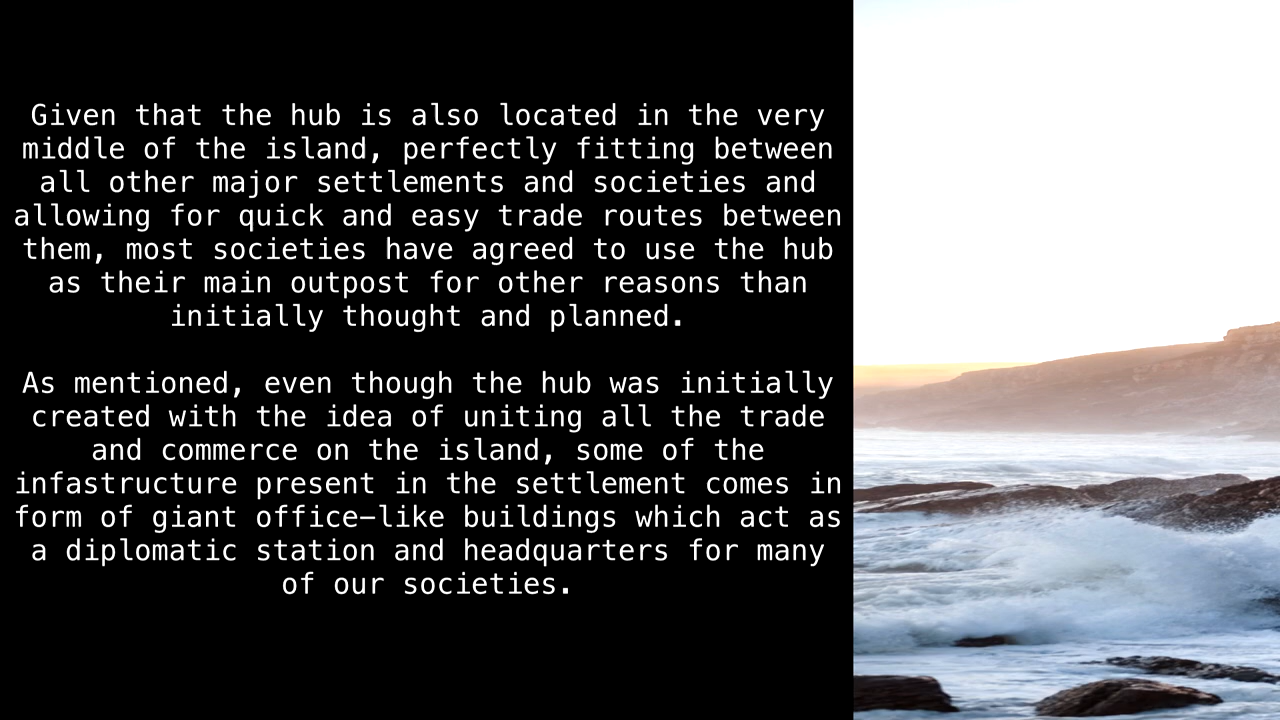 Given that the hub is also located in the very
middle of the island, perfectly fitting between
all other major settlements and societies and
allowing for quick and easy trade routes between
them, most societies have agreed to use the hub
as their main outpost for other reasons than
initially thought and planned.
As mentioned, even though the hub was initially
created with the idea of uniting all the trade
and commerce on the island, some of the
infastructure present in the settlement comes in
form of giant office–like buildings which act as
a diplomatic station and headquarters for many
of our societies.